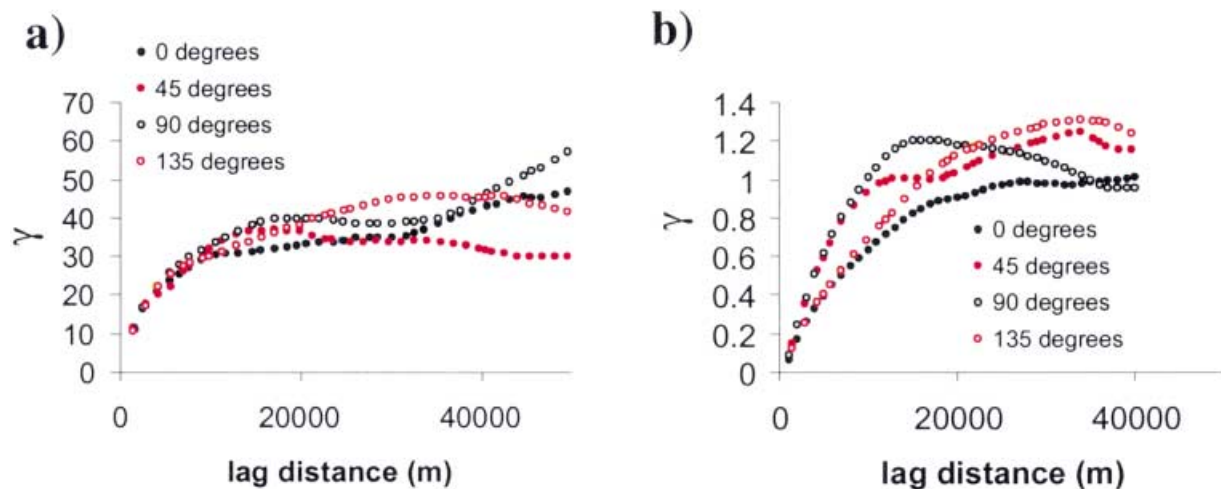 a)
0 degrees
45 degrees
90 degrees
135 degrees
70
60
50
40
30
20
10
0
γ
0 20000 40000
lag distance (m)
b)
1.4
1.2
1
0.8
0.6
0.4
0.2
0
γ
0 degrees
45 degrees
90 degrees
135 degrees
0 20000 40000
lag distance (m)